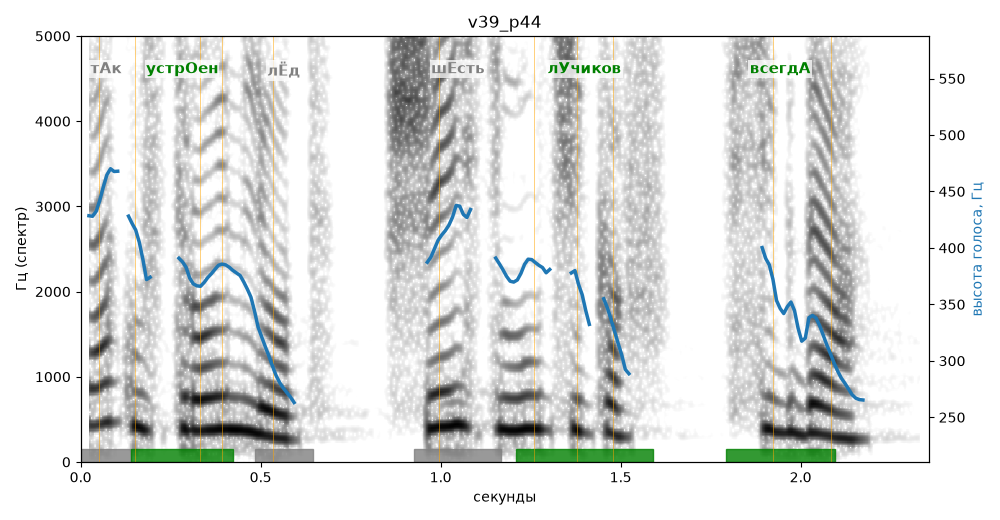 v39_p44
тАк устрОен лЁд шЕсть лУчиков всегдА
5000
4000
3000
2000
1000
0
Гц (спектр)
550
500
450
400
350
300
250
высота голоса, Гц
0.0 0.5 1.0 1.5 2.0
секунды